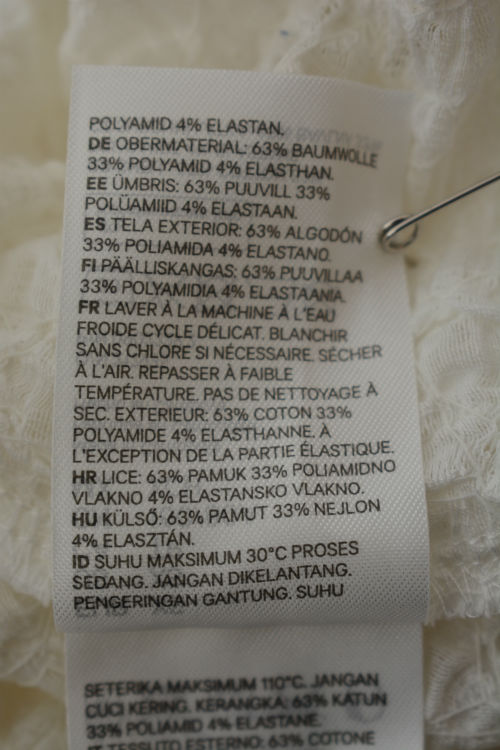 POLYAMID 4% ELASTAN.
DE OBERMATERIAL: 63% BAUMWOLLE
33% POLYAMID 4% ELASTHAN.
EE ÜMBRIS: 63% PUUVILL 33%
POLÜAMIID 4% ELASTAAN.
ES TELA EXTERIOR: 63% ALGODÓN
33% POLIAMIDA 4% ELASTANO.
FI PÄÄLLISKANGAS: 63% PUUVILLAA
33% POLYAMIDIA 4% ELASTAANIA.
FR LAVER À LA MACHINE À L'EAU
FROIDE CYCLE DÉLICAT. BLANCHIR
SANS CHLORE SI NÉCESSAIRE. SÉCHER
À L'AIR. REPASSER À FAIBLE
TEMPÉRATURE. PAS DE NETTOYAGE À
SEC. EXTERIEUR: 63% COTON 33%
POLYAMIDE 4% ELASTHANNE. À
L'EXCEPTION DE LA PARTIE ÉLASTIQUE.
HR LICE: 63% PAMUK 33% POLIAMIDNO
VLAKNO 4% ELASTANSKO VLAKNO.
HU KÜLSŐ: 63% PAMUT 33% NEJLON
4% ELASZTÁN.
ID SUHU MAKSIMUM 30°C PROSES
SEDANG. JANGAN DIKELANTANG.
PENGERINGAN GANTUNG. SUHU
SETERIKA MAKSIMUM 110°C. JANGAN
CUCI KERING. KERANGKA: 63% KATUN
33% POLIAMID 4% ELASTANE.
IT TESSUTO ESTERNO: 63% COTONE